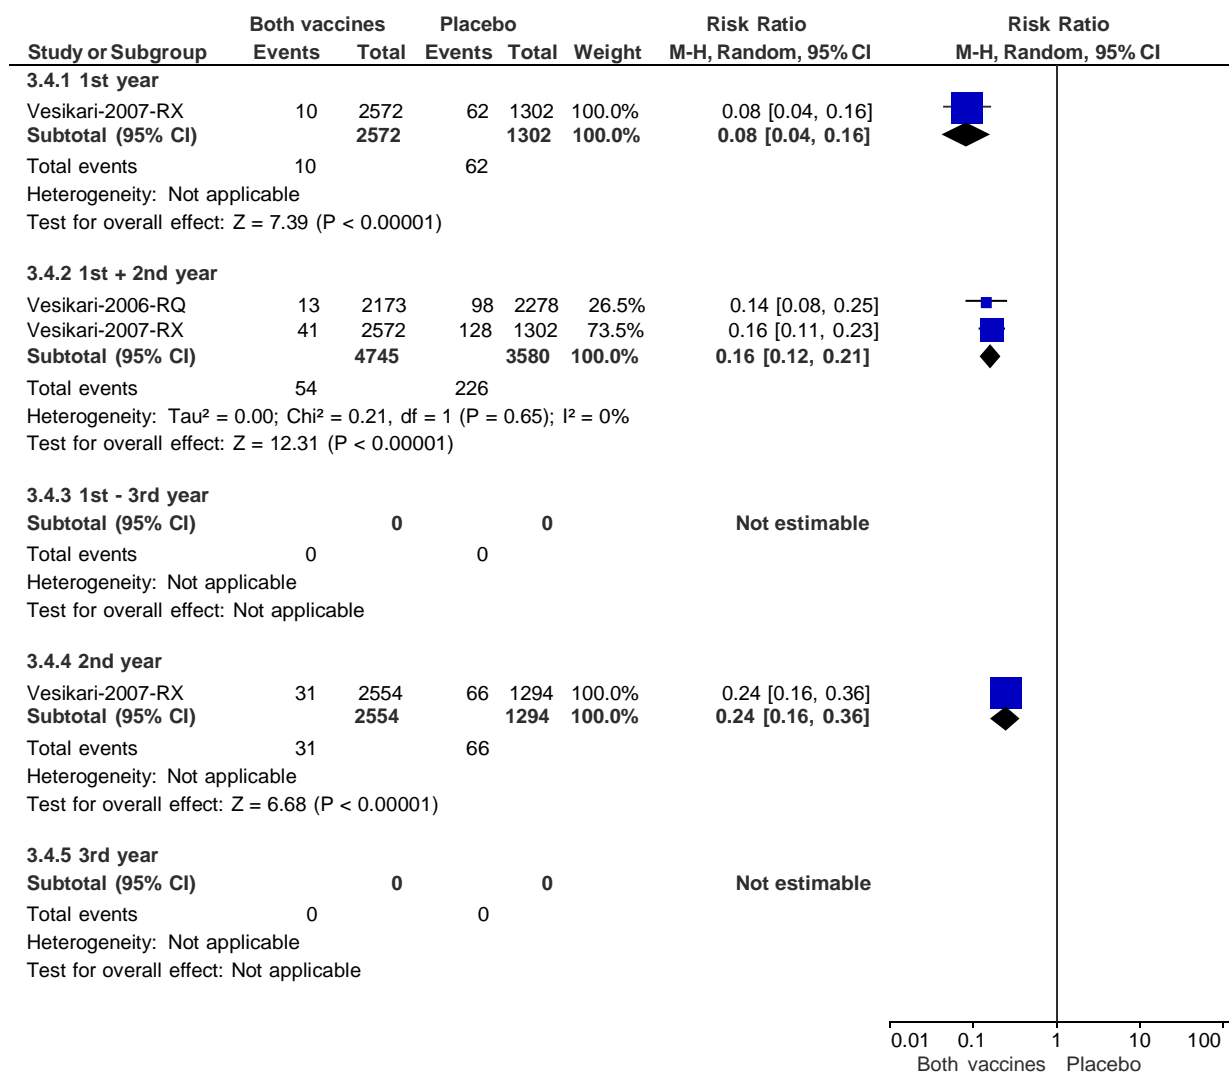 Both vaccines Placebo Risk Ratio Risk Ratio
Study or Subgroup Events Total Events Total Weight M-H, Random, 95% CI M-H, Random, 95% CI
3.4.1 1st year
Vesikari-2007-RX 10 2572 62 1302 100.0% 0.08 [0.04, 0.16]
Subtotal (95% CI) 2572 1302 100.0% 0.08 [0.04, 0.16]
Total events 10 62
Heterogeneity: Not applicable
Test for overall effect: Z = 7.39 (P < 0.00001)
3.4.2 1st + 2nd year
Vesikari-2006-RQ 13 2173 98 2278 26.5% 0.14 [0.08, 0.25]
Vesikari-2007-RX 41 2572 128 1302 73.5% 0.16 [0.11, 0.23]
Subtotal (95% CI) 4745 3580 100.0% 0.16 [0.12, 0.21]
Total events 54 226
Heterogeneity: Tau² = 0.00; Chi² = 0.21, df = 1 (P = 0.65); I² = 0%
Test for overall effect: Z = 12.31 (P < 0.00001)
3.4.3 1st - 3rd year
Subtotal (95% CI) 0 0 Not estimable
Total events 0 0
Heterogeneity: Not applicable
Test for overall effect: Not applicable
3.4.4 2nd year
Vesikari-2007-RX 31 2554 66 1294 100.0% 0.24 [0.16, 0.36]
Subtotal (95% CI) 2554 1294 100.0% 0.24 [0.16, 0.36]
Total events 31 66
Heterogeneity: Not applicable
Test for overall effect: Z = 6.68 (P < 0.00001)
3.4.5 3rd year
Subtotal (95% CI) 0 0 Not estimable
Total events 0 0
Heterogeneity: Not applicable
Test for overall effect: Not applicable
0.01 0.1 1 10 100
Both vaccines Placebo